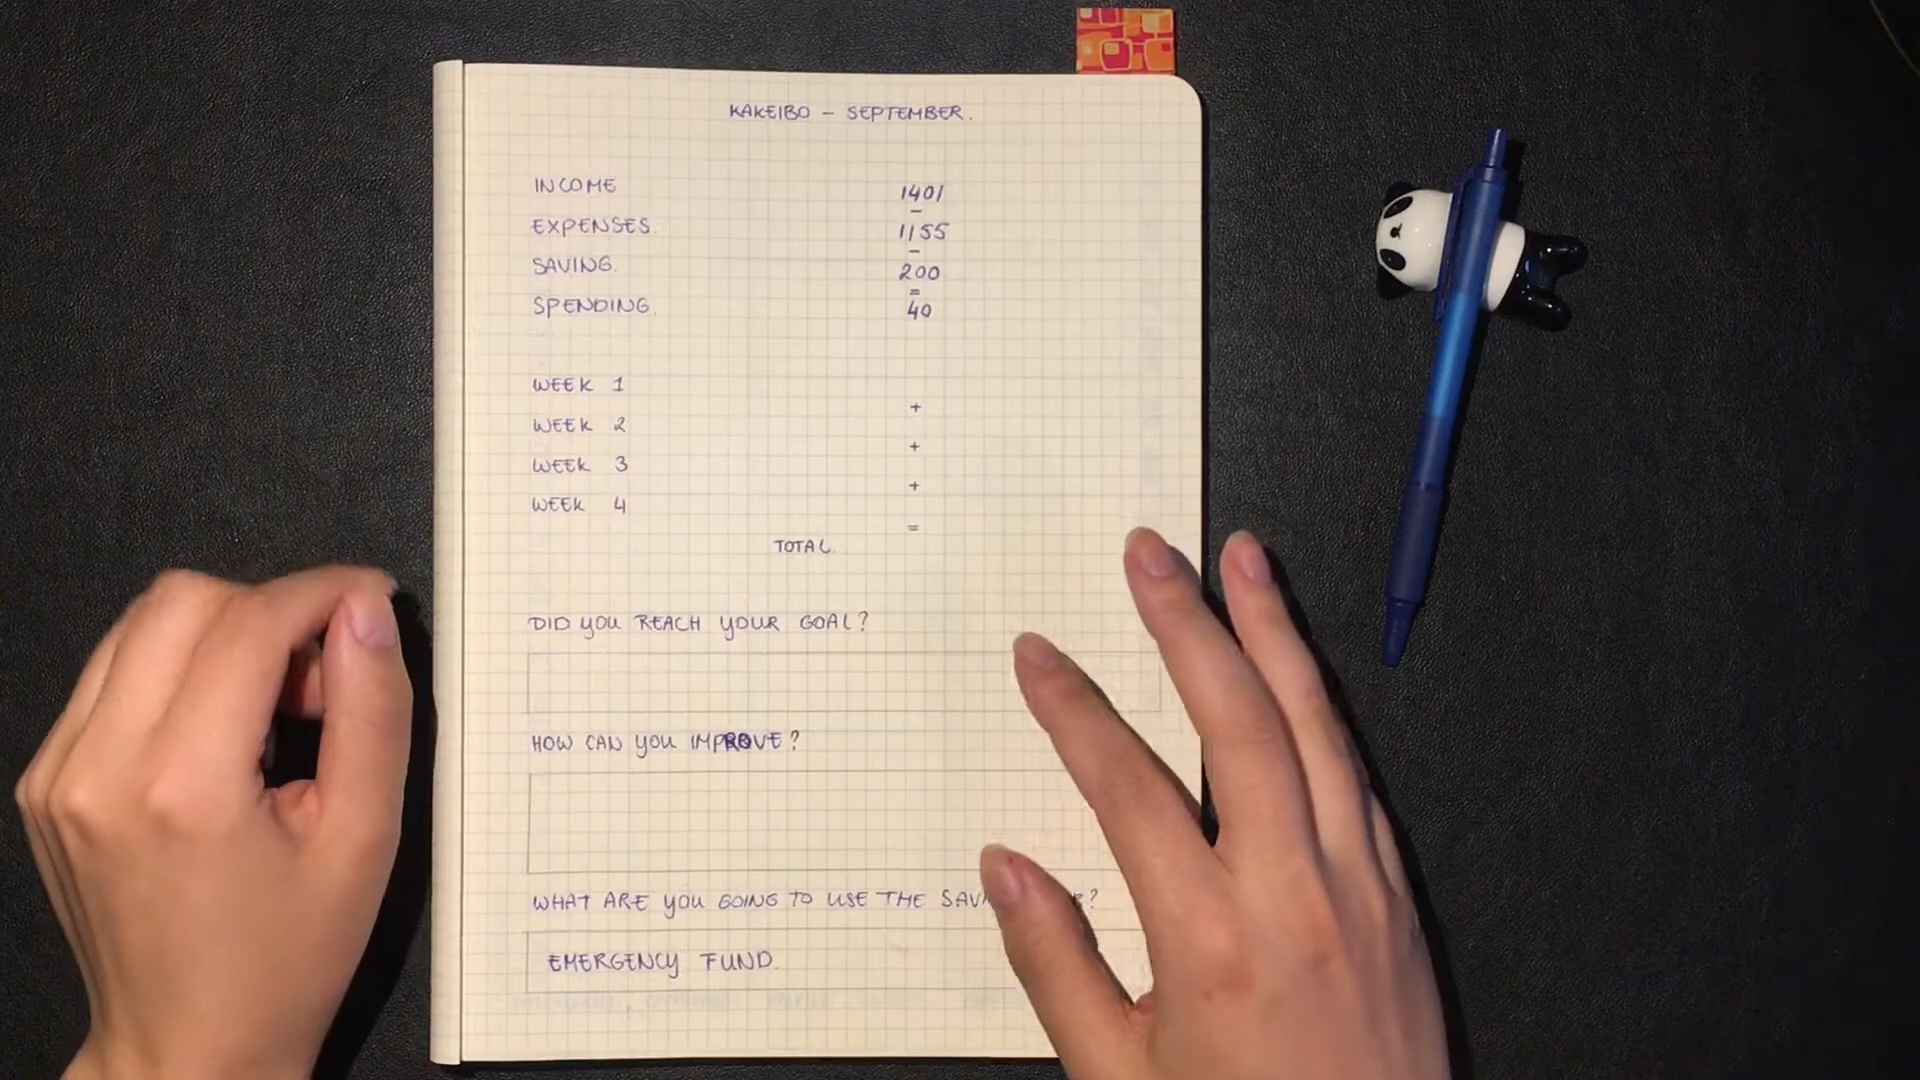 KAKEIBO - SEPTEMBER.
INCOME 1401
-
EXPENSES. 1155
-
SAVING. 200
=
SPENDING. 40
WEEK 1
+
WEEK 2
+
WEEK 3
+
WEEK 4
=
TOTAL.
DID YOU REACH YOUR GOAL?
HOW CAN YOU IMPROVE?
WHAT ARE YOU GOING TO USE THE
EMERGENCY FUND.